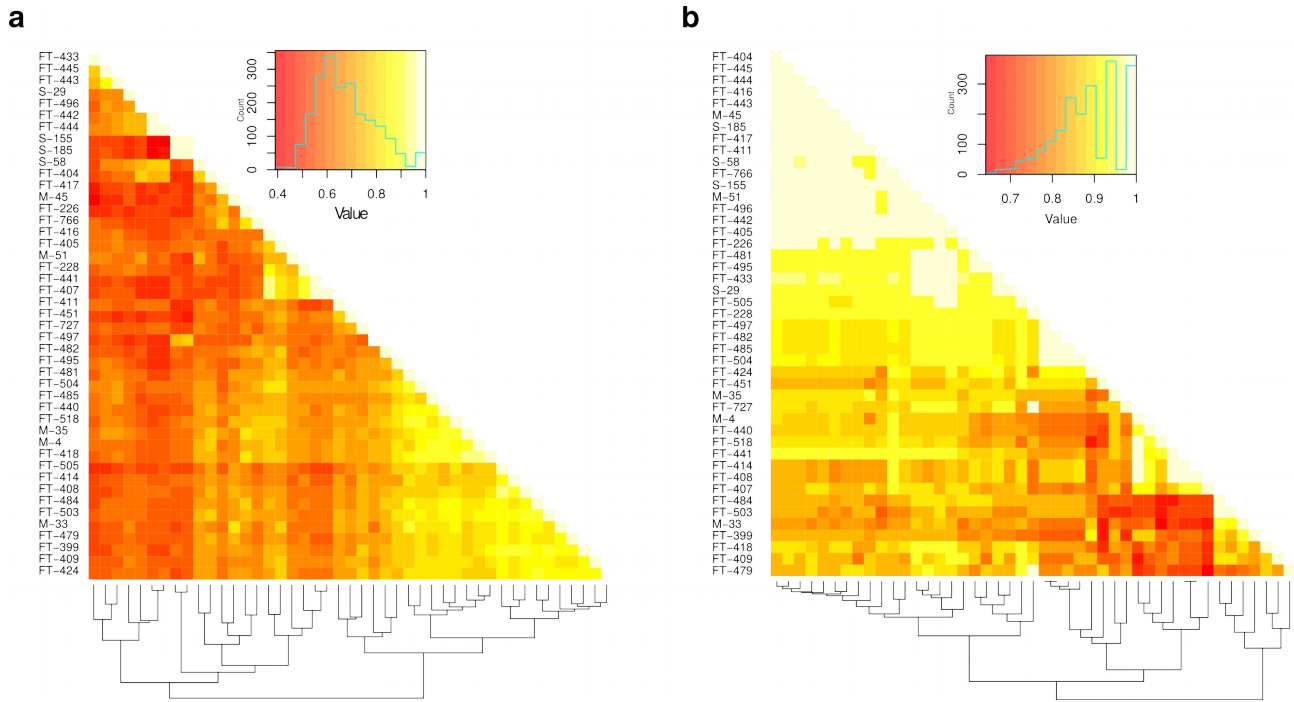 a
FT-433
FT-445
FT-443
S-29
FT-496
FT-442
FT-444
S-155
S-185
S-58
FT-404
FT-417
M-45
FT-226
FT-766
FT-416
FT-405
M-51
FT-228
FT-441
FT-407
FT-411
FT-451
FT-727
FT-497
FT-482
FT-495
FT-481
FT-504
FT-485
FT-440
FT-518
M-35
M-4
FT-418
FT-505
FT-414
FT-408
FT-484
FT-503
M-33
FT-479
FT-399
FT-409
FT-424
Count
0 100 200 300
0.4 0.6 0.8 1
Value
b
FT-404
FT-445
FT-444
FT-416
FT-443
M-45
S-185
FT-417
FT-411
S-58
FT-766
S-155
M-51
FT-496
FT-442
FT-405
FT-226
FT-481
FT-495
FT-433
S-29
FT-505
FT-228
FT-497
FT-482
FT-485
FT-504
FT-424
FT-451
M-35
FT-727
M-4
FT-440
FT-518
FT-441
FT-414
FT-408
FT-407
FT-484
FT-503
M-33
FT-399
FT-418
FT-409
FT-479
Count
0 100 300
0.7 0.8 0.9 1
Value